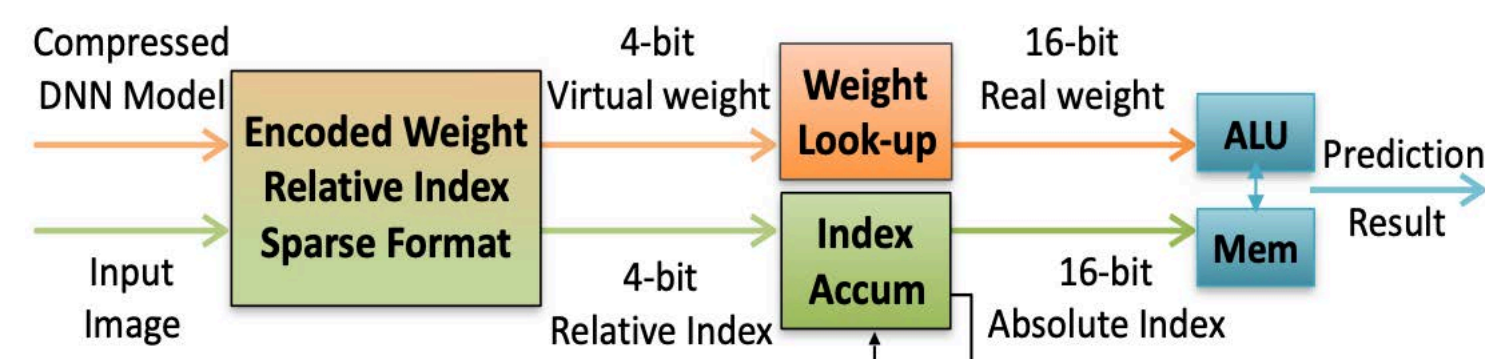 Compressed
DNN Model
Input
Image
Encoded Weight
Relative Index
Sparse Format
4-bit
Virtual weight
4-bit
Relative Index
Weight
Look-up
Index
Accum
16-bit
Real weight
16-bit
Absolute Index
ALU
Mem
Prediction
Result